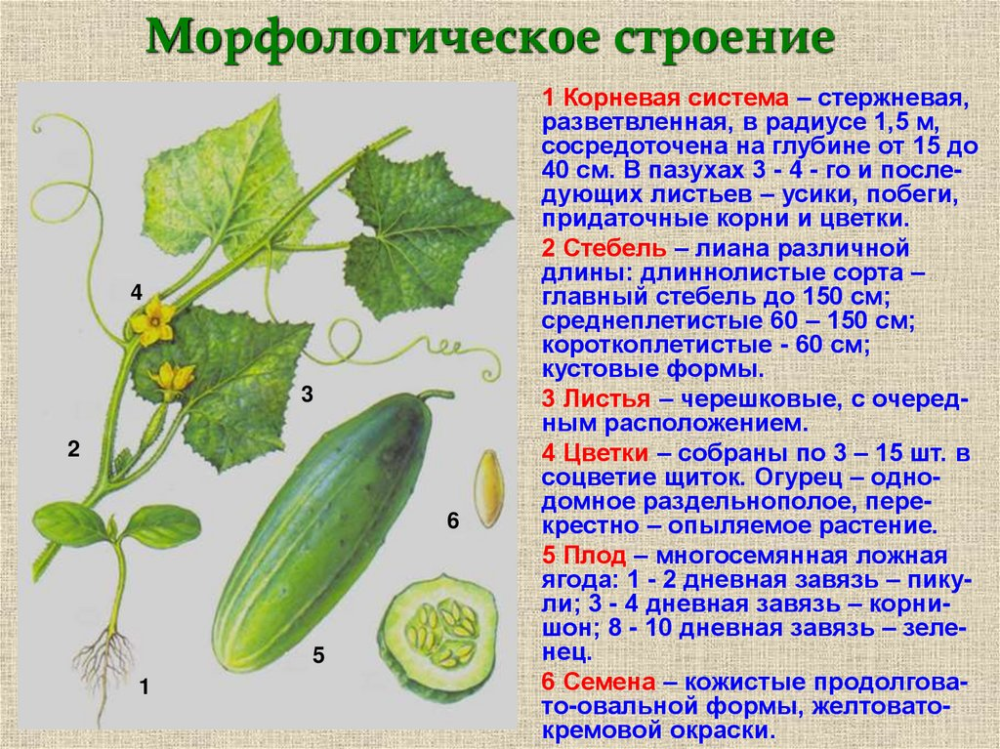 Морфологическое строение
1 Корневая система – стержневая,
разветвленная, в радиусе 1,5 м,
сосредоточена на глубине от 15 до
40 см. В пазухах 3 - 4 - го и после-
дующих листьев – усики, побеги,
придаточные корни и цветки.
2 Стебель – лиана различной
длины: длиннолистые сорта –
главный стебель до 150 см;
среднеплетистые 60 – 150 см;
короткоплетистые - 60 см;
кустовые формы.
3 Листья – черешковые, с очеред-
ным расположением.
4 Цветки – собраны по 3 – 15 шт. в
соцветие щиток. Огурец – одно-
домное раздельнополое, пере-
крестно – опыляемое растение.
5 Плод – многосемянная ложная
ягода: 1 - 2 дневная завязь – пику-
ли; 3 - 4 дневная завязь – корни-
шон; 8 - 10 дневная завязь – зеле-
нец.
6 Семена – кожистые продолгова-
то-овальной формы, желтовато-
кремовой окраски.
4
3
2
6
5
1